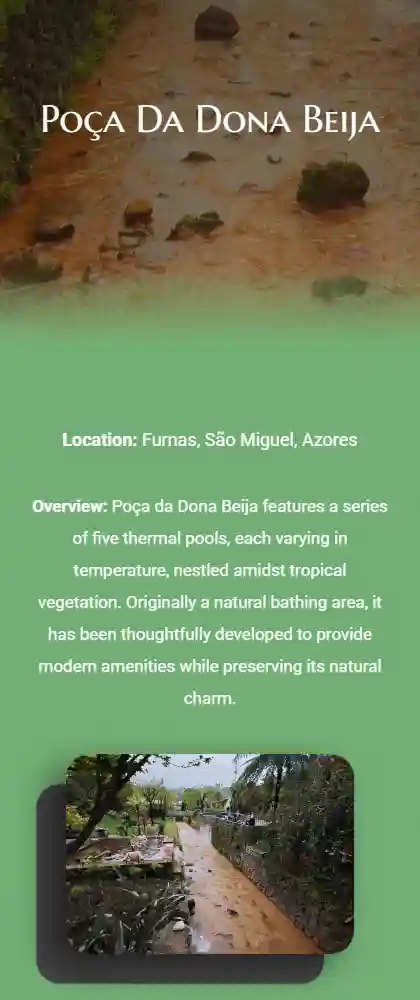 Poça Da Dona Beija
Location: Furnas, São Miguel, Azores
Overview: Poça da Dona Beija features a series
of five thermal pools, each varying in
temperature, nestled amidst tropical
vegetation. Originally a natural bathing area, it
has been thoughtfully developed to provide
modern amenities while preserving its natural
charm.